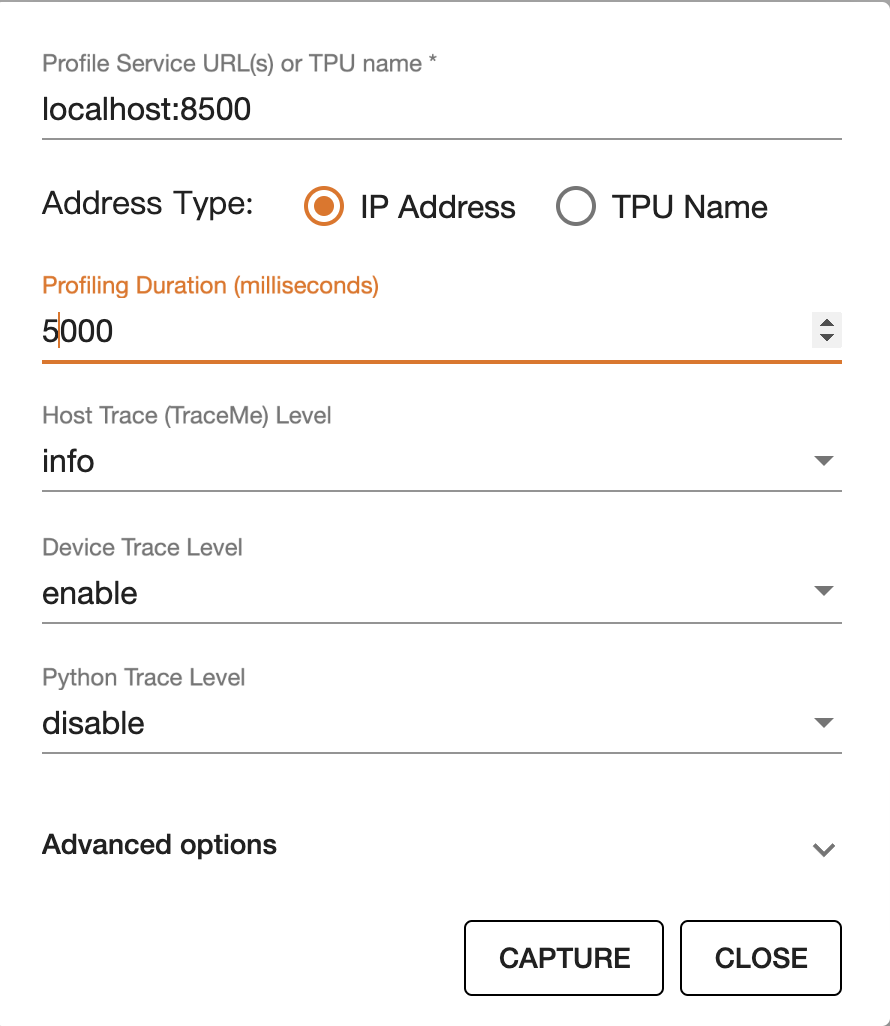 Profile Service URL(s) or TPU name *
localhost:8500
Address Type: IP Address TPU Name
Profiling Duration (milliseconds)
5000
Host Trace (TraceMe) Level
info
Device Trace Level
enable
Python Trace Level
disable
Advanced options
CAPTURE CLOSE